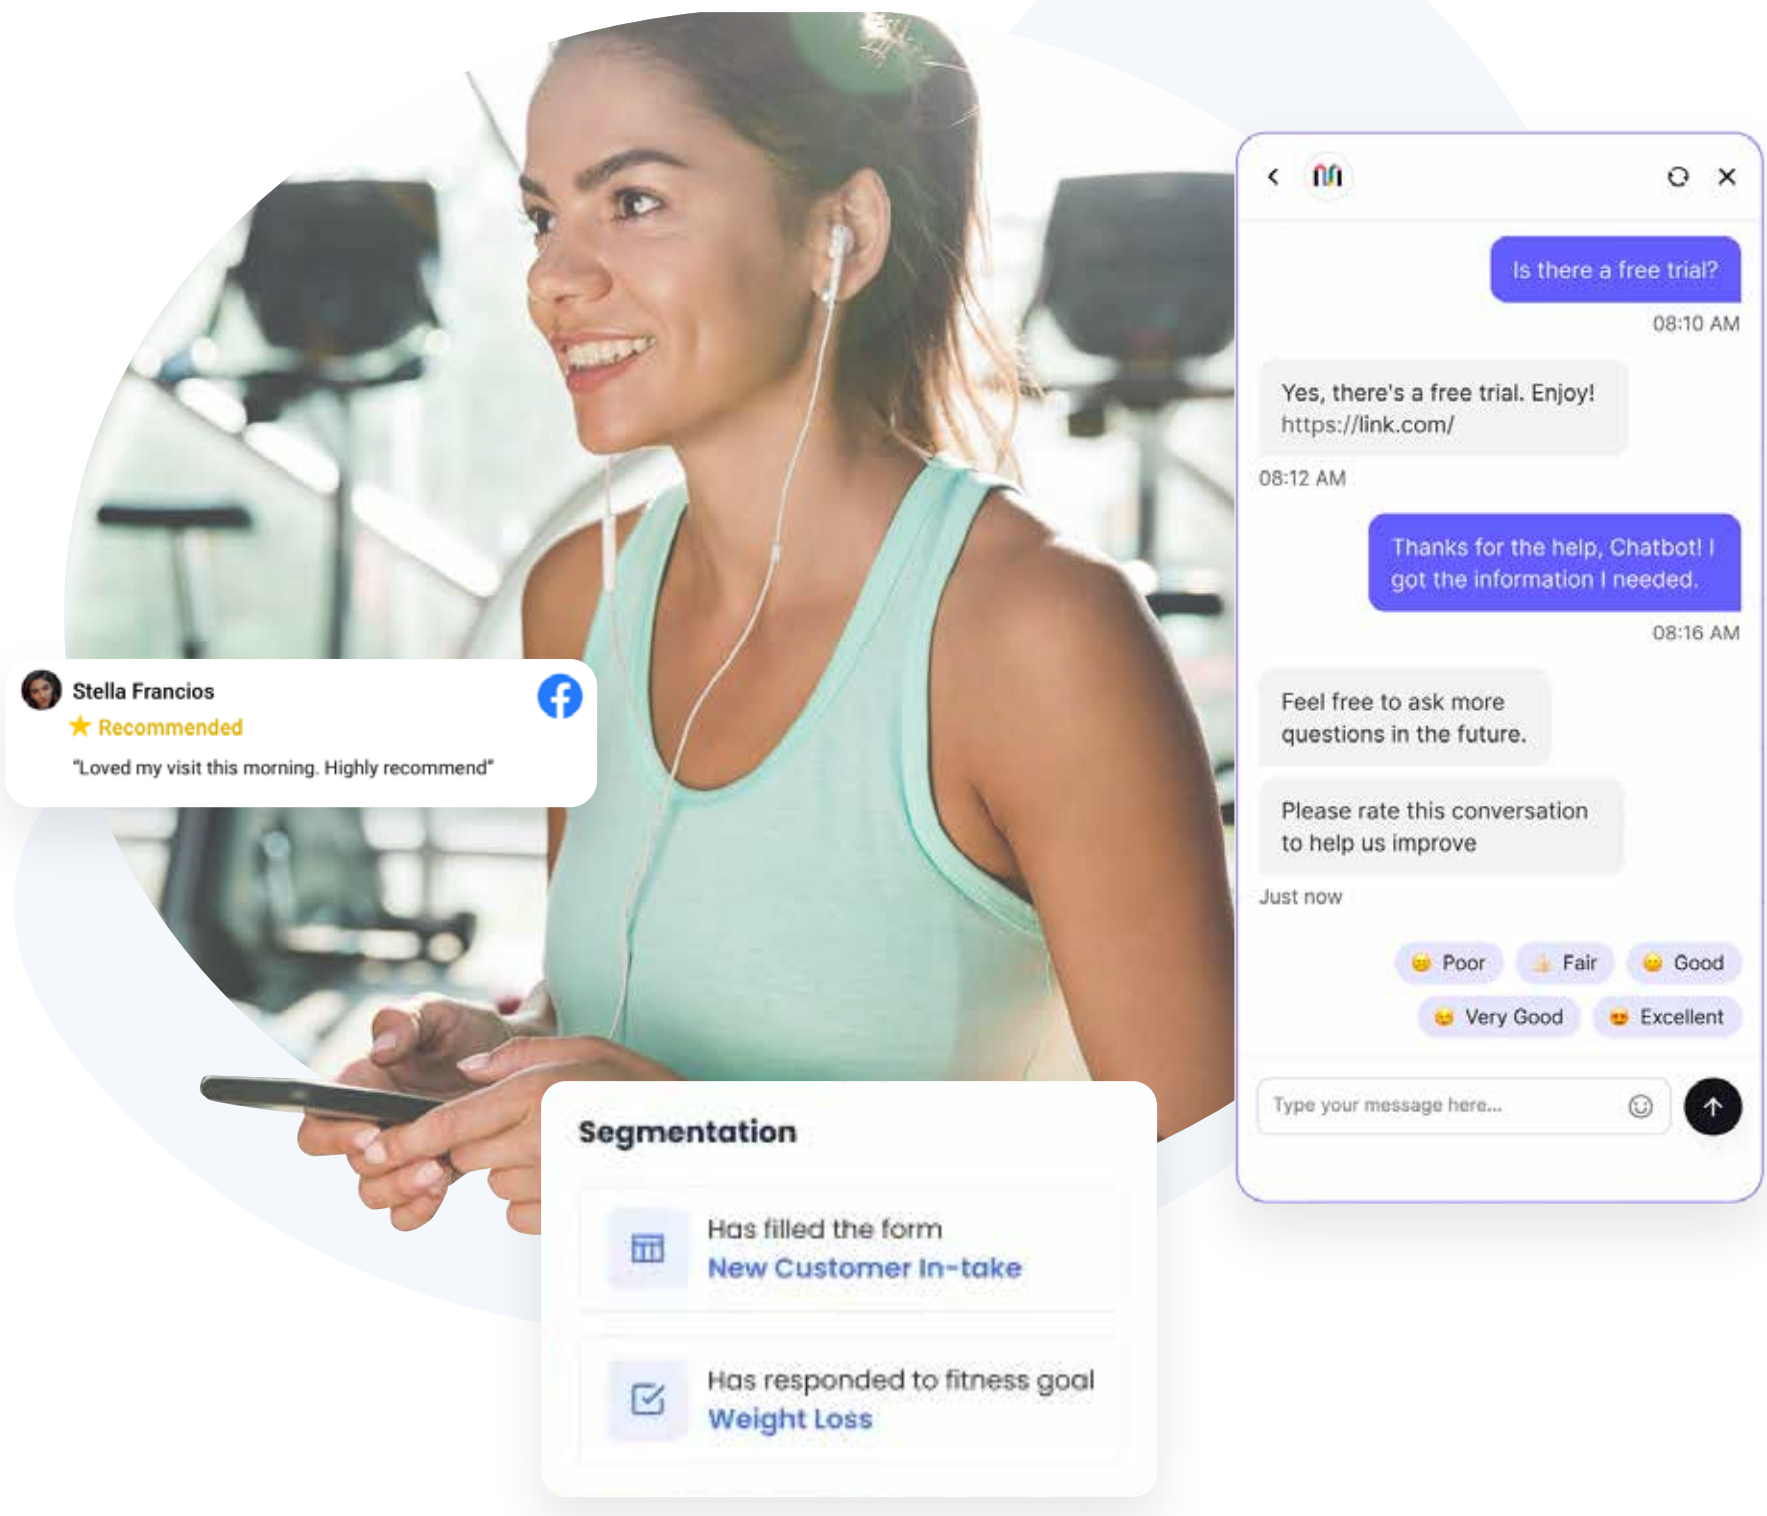 Is there a free trial?
08:10 AM
Yes, there's a free trial. Enjoy!
https://link.com/
08:12 AM
Thanks for the help, Chatbot! I
got the information I needed.
08:16 AM
Feel free to ask more
questions in the future.
Please rate this conversation
to help us improve
Just now
Poor
Fair
Good
Very Good
Excellent
Type your message here...
Stella Francios
Recommended
“Loved my visit this morning. Highly recommend”
Segmentation
Has filled the form
New Customer In-take
Has responded to fitness goal
Weight Loss